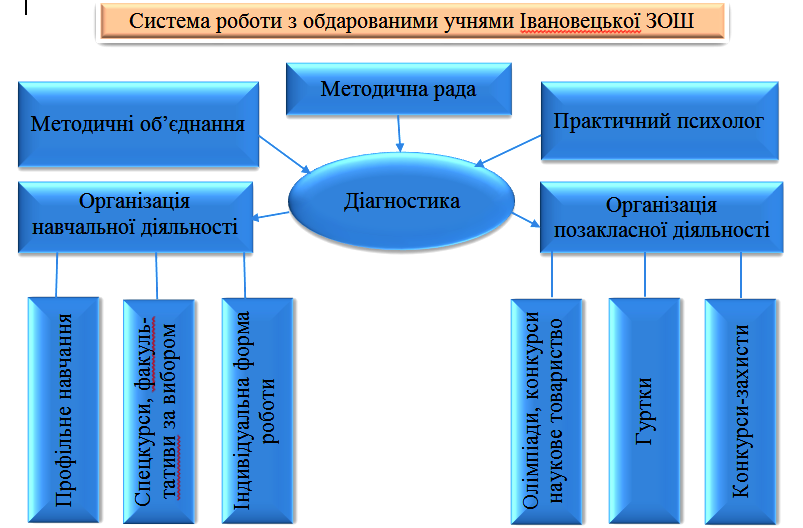 Система роботи з обдарованими учнями Івановецької ЗОШ
Методична рада
Методичні об’єднання
Практичний психолог
Діагностика
Організація
навчальної діяльності
Організація
позакласної діяльності
Профільне навчання
Спецкурси, факуль-
тативи за вибором
Індивідуальна форма
роботи
Олімпіади, конкурси
наукове товариство
Гуртки
Конкурси-захисти